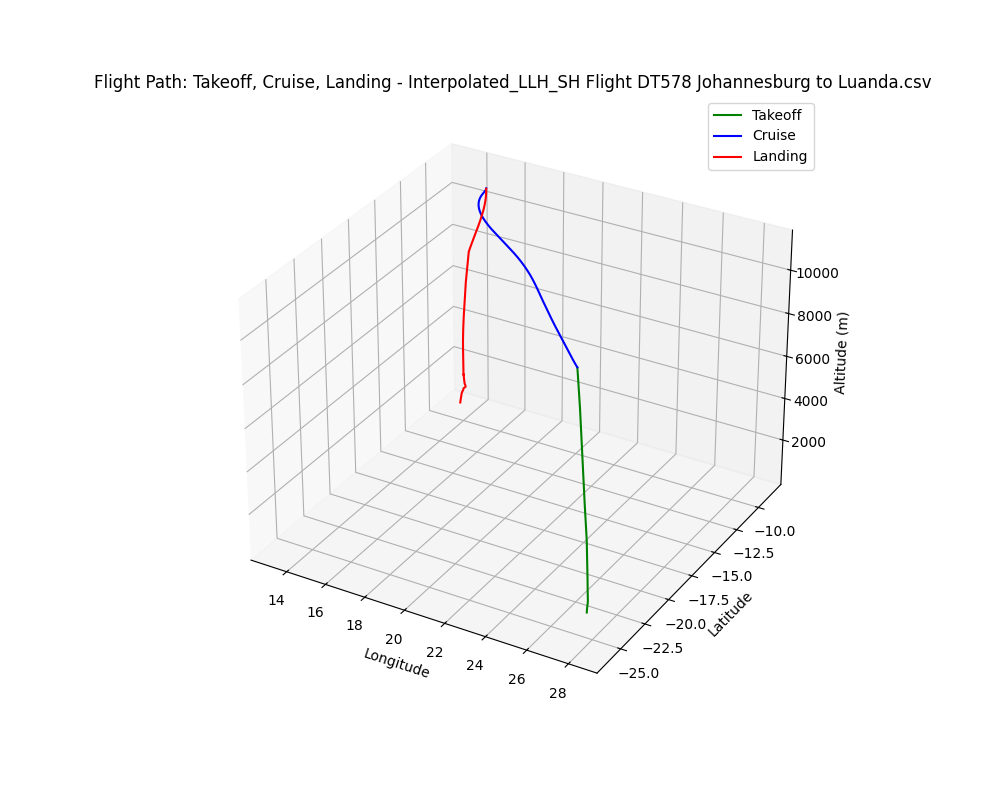 Flight Path: Takeoff, Cruise, Landing - Interpolated_LLH_SH Flight DT578 Johannesburg to Luanda.csv
Takeoff
Cruise
Landing
10000
8000
6000
4000
2000
Altitude (m)
−10.0
−12.5
−15.0
−17.5
−20.0
−22.5
−25.0
Latitude
14
16
18
20
22
24
26
28
Longitude